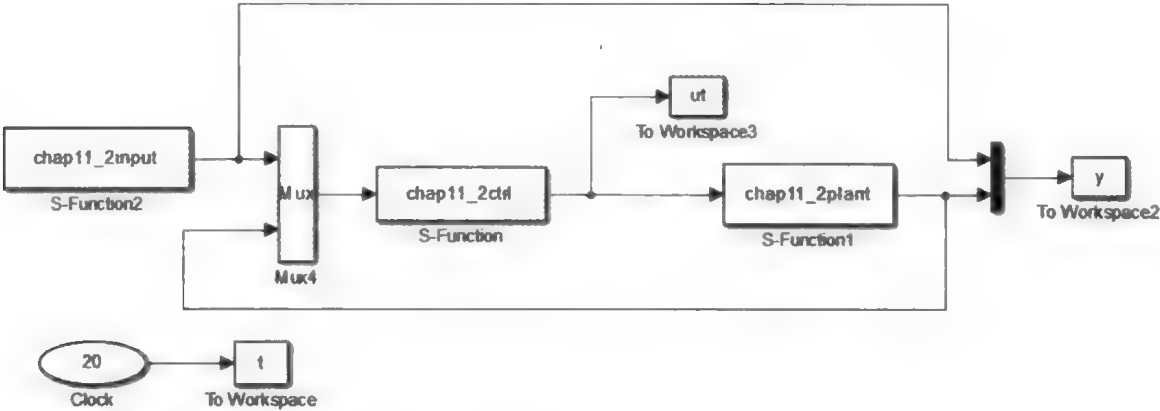 ut
To Workspace3
chap11_2input
S-Function2
Mux
Mux4
chap11_2ctrl
S-Function
chap11_2plant
S-Function1
y
To Workspace2
20
Clock
t
To Workspace